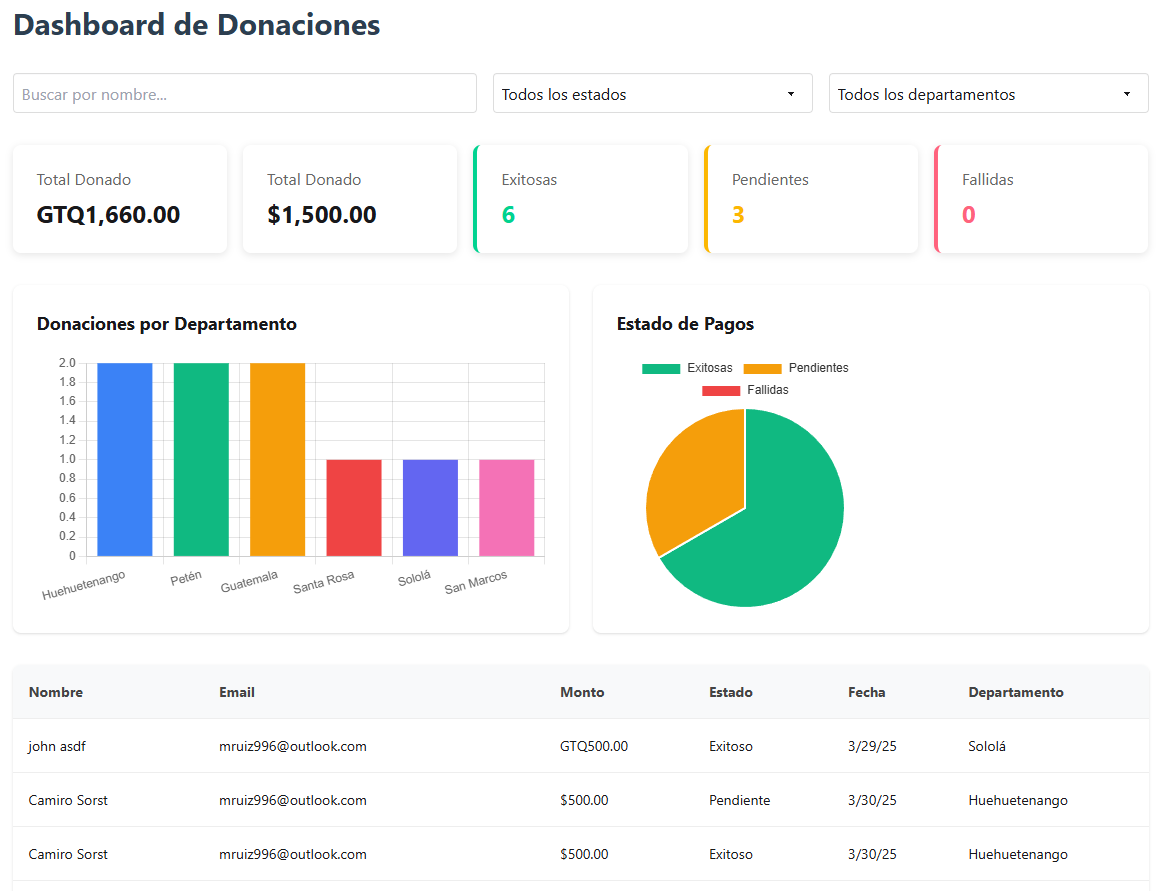 Dashboard de Donaciones
Buscar por nombre...
Todos los estados
Todos los departamentos
Total Donado
GTQ1,660.00
Total Donado
$1,500.00
Exitosas
6
Pendientes
3
Fallidas
0
Donaciones por Departamento
2.0
1.8
1.6
1.4
1.2
1.0
0.8
0.6
0.4
0.2
0
Huehuetenango
Petén
Guatemala
Santa Rosa
Sololá
San Marcos
Estado de Pagos
Exitosas Pendientes
Fallidas
Nombre Email Monto Estado Fecha Departamento
john asdf mruiz996@outlook.com GTQ500.00 Exitoso 3/29/25 Sololá
Camiro Sorst mruiz996@outlook.com $500.00 Pendiente 3/30/25 Huehuetenango
Camiro Sorst mruiz996@outlook.com $500.00 Exitoso 3/30/25 Huehuetenango